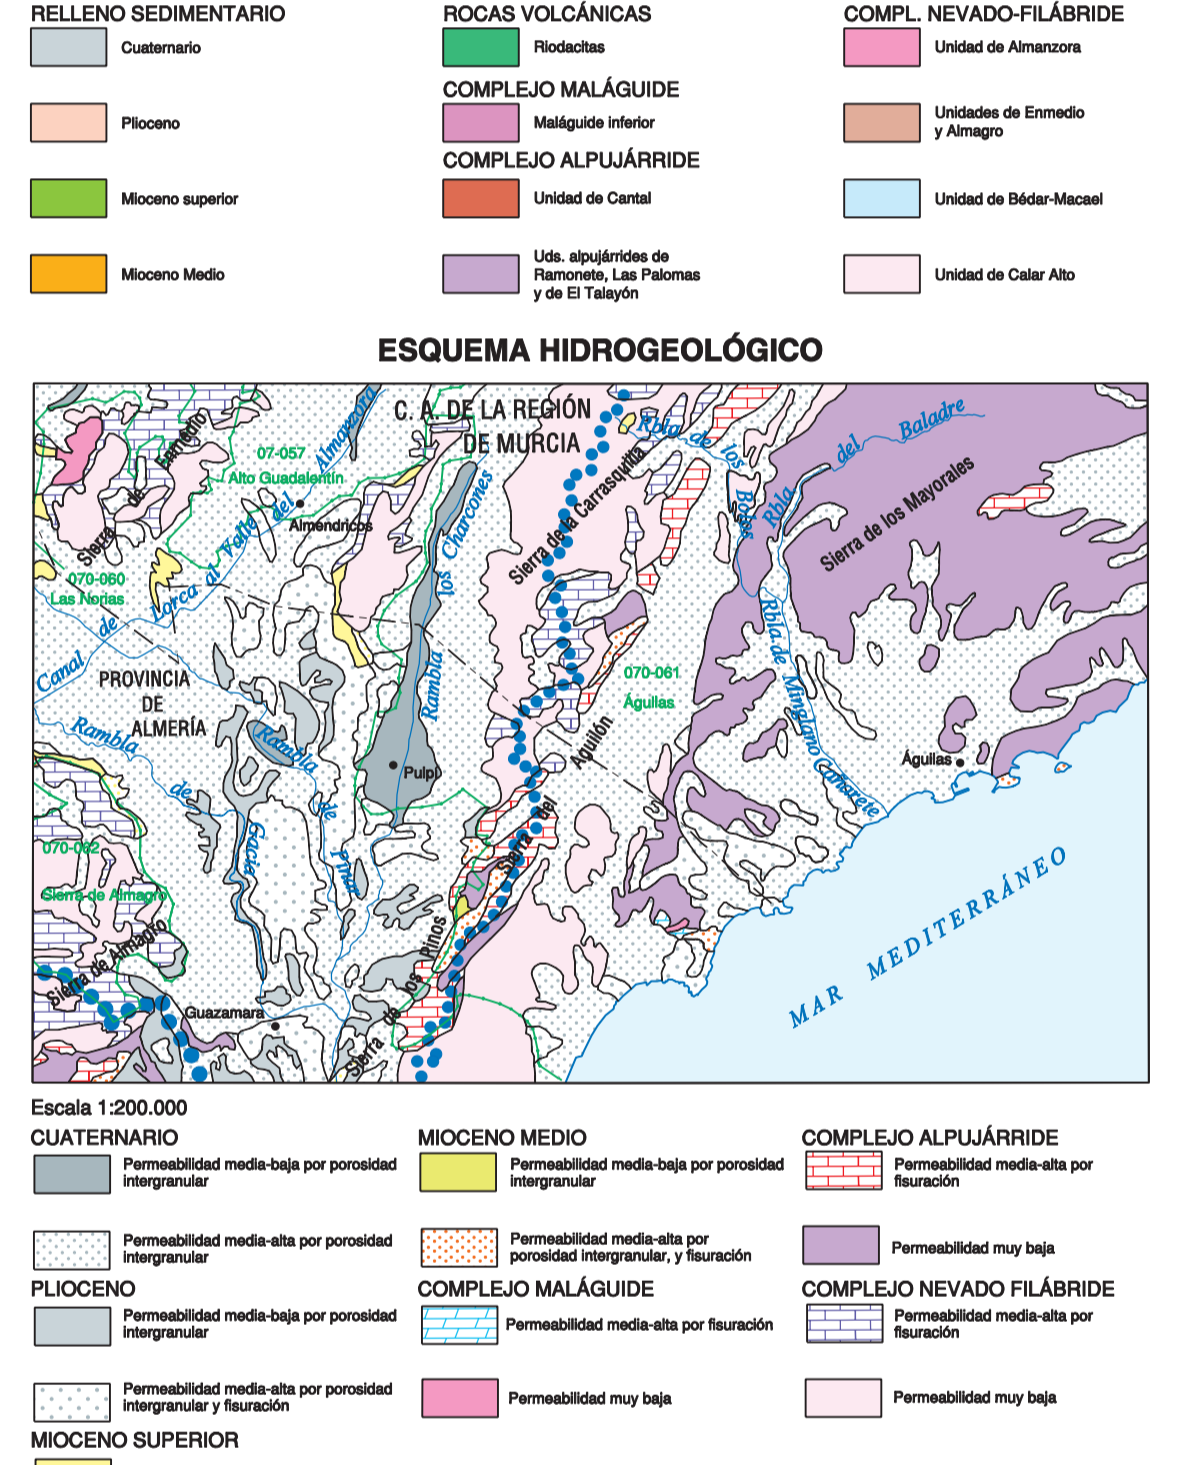 RELLENO SEDIMENTARIO
Cuaternario
Plioceno
Mioceno superior
Mioceno Medio
ROCAS VOLCÁNICAS
Riodacitas
COMPLEJO MALÁGUIDE
Maláguide inferior
COMPLEJO ALPUJÁRRIDE
Unidad de Cantal
Uds. alpujárrides de
Ramonete, Las Palomas
y de El Talayón
COMPL. NEVADO-FILÁBRIDE
Unidad de Almanzora
Unidades de Enmedio
y Almagro
Unidad de Bédar-Macael
Unidad de Calar Alto
ESQUEMA HIDROGEOLÓGICO
C. A. DE LA REGIÓN
DE MURCIA
Sierra de Enmedio
07-057
Alto Guadalentín
Almendricos
Canal de Lorca al Valle del Almanzora
070-060
Las Norias
PROVINCIA
DE
ALMERÍA
Rambla de Guazamara
Rambla de Pinar
Rambla los Charcones
Pulpí
Sierra de la Carrasquilla
Rbla de los Bolos
Rbla. del Baladre
Sierra de los Mayorales
070-061
Águilas
Rbla. de Minglano Cañarete
Águilas
Sierra del Aguilón
070-062
Sierra de Almagro
Sierra de Almagro
Guazamara
Sierra de los Pinos
MAR MEDITERRÁNEO
Escala 1:200.000
CUATERNARIO
Permeabilidad media-baja por porosidad
intergranular
Permeabilidad media-alta por porosidad
intergranular
PLIOCENO
Permeabilidad media-baja por porosidad
intergranular
Permeabilidad media-alta por porosidad
intergranular y fisuración
MIOCENO SUPERIOR
MIOCENO MEDIO
Permeabilidad media-baja por porosidad
intergranular
Permeabilidad media-alta por
porosidad intergranular, y fisuración
COMPLEJO MALÁGUIDE
Permeabilidad media-alta por fisuración
Permeabilidad muy baja
COMPLEJO ALPUJÁRRIDE
Permeabilidad media-alta por
fisuración
Permeabilidad muy baja
COMPLEJO NEVADO FILÁBRIDE
Permeabilidad media-alta por
fisuración
Permeabilidad muy baja